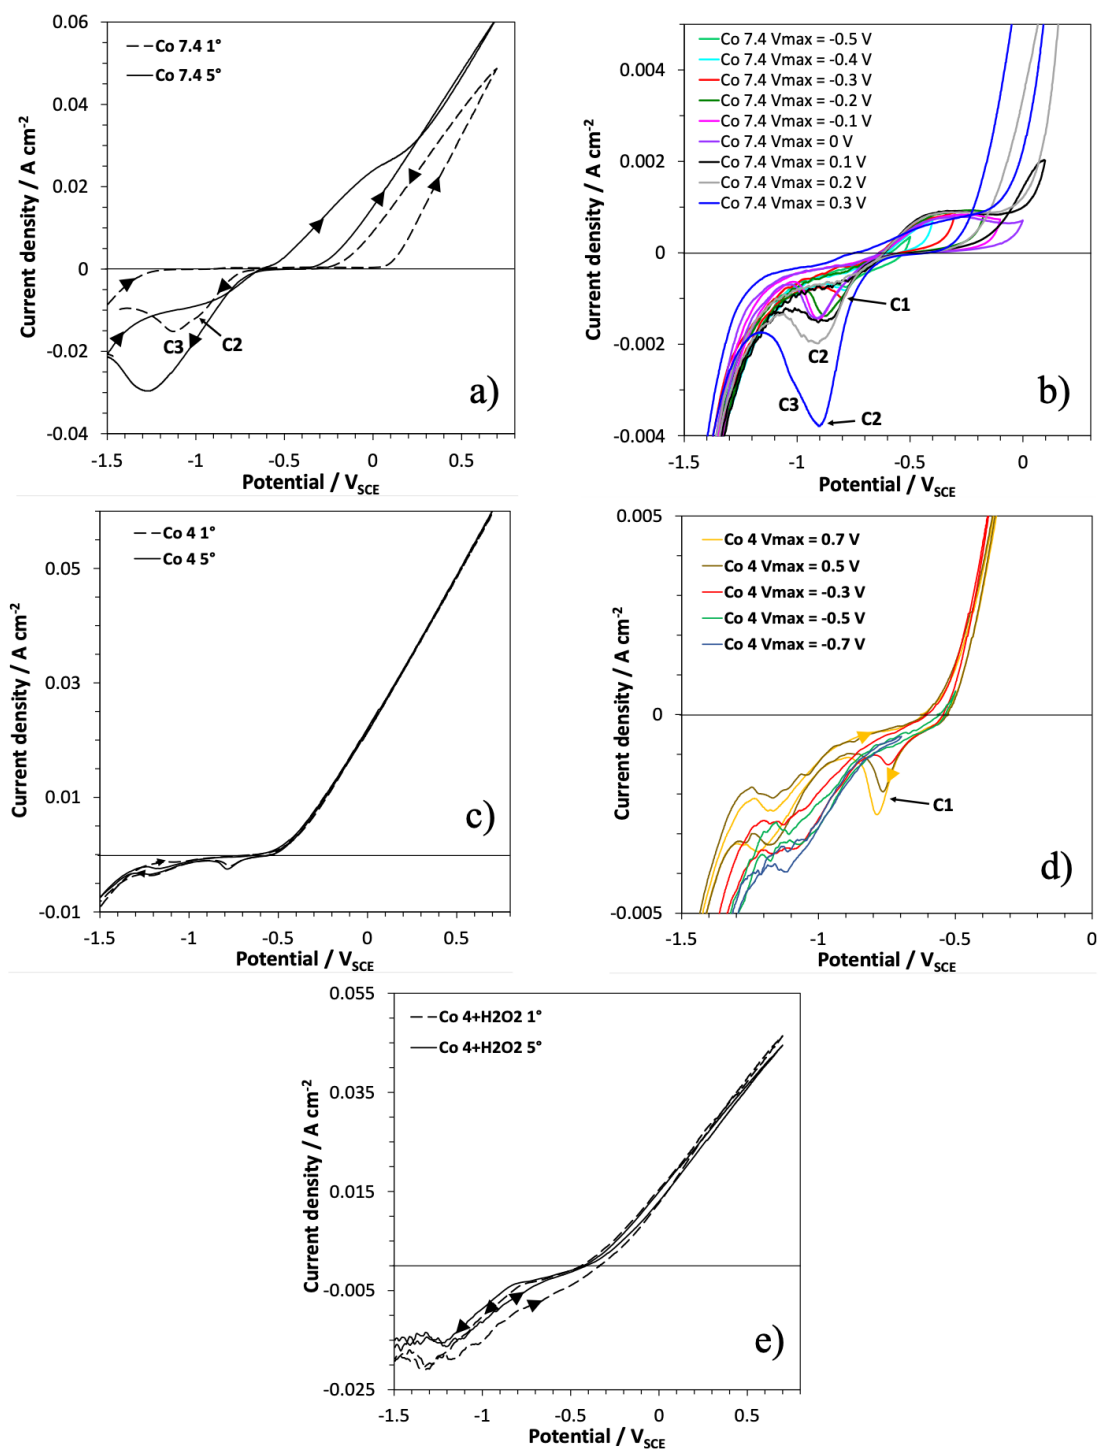 Co 7.4 1°
Co 7.4 5°
0.06
0.04
0.02
0
-0.02
-0.04
-1.5 -1 -0.5 0 0.5
Current density / A cm-2
Potential / VSCE
C3 C2
a)
Co 7.4 Vmax = -0.5 V
Co 7.4 Vmax = -0.4 V
Co 7.4 Vmax = -0.3 V
Co 7.4 Vmax = -0.2 V
Co 7.4 Vmax = -0.1 V
Co 7.4 Vmax = 0 V
Co 7.4 Vmax = 0.1 V
Co 7.4 Vmax = 0.2 V
Co 7.4 Vmax = 0.3 V
0.004
0.002
0
-0.002
-0.004
-1.5 -1 -0.5 0
Current density / A cm-2
Potential / VSCE
C1
C2
C3
C2
b)
Co 4 1°
Co 4 5°
0.05
0.03
0.01
-0.01
-1.5 -1 -0.5 0 0.5
Current density / A cm-2
Potential / VSCE
c)
Co 4 Vmax = 0.7 V
Co 4 Vmax = 0.5 V
Co 4 Vmax = -0.3 V
Co 4 Vmax = -0.5 V
Co 4 Vmax = -0.7 V
0.005
0
-0.005
-1.5 -1 -0.5 0
Current density / A cm-2
Potential / VSCE
C1
d)
Co 4+H2O2 1°
Co 4+H2O2 5°
0.055
0.035
0.015
-0.005
-0.025
-1.5 -1 -0.5 0 0.5
Current density / A cm-2
Potential / VSCE
e)